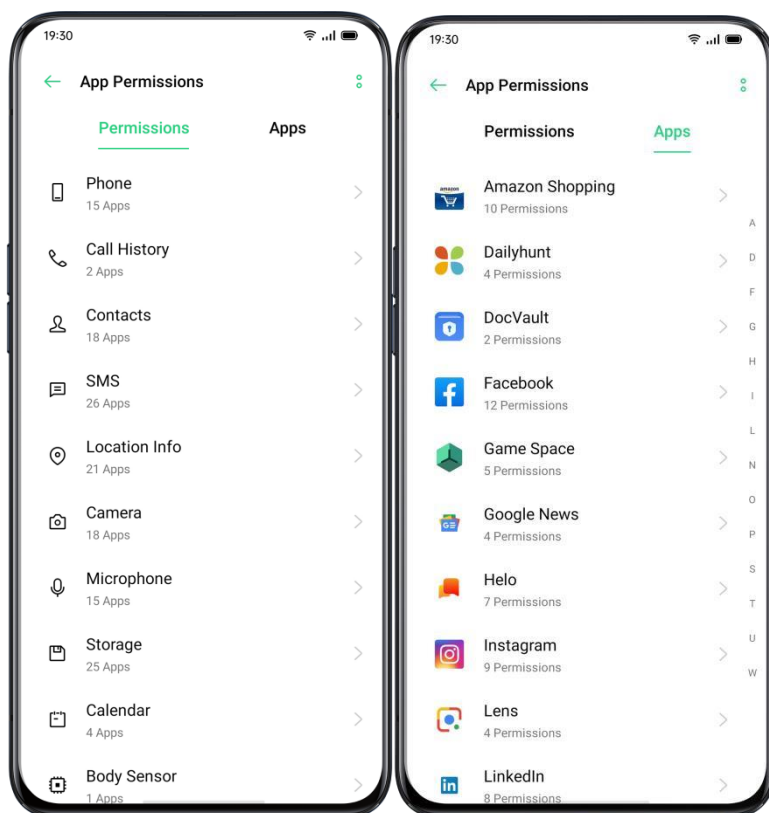 19:30
App Permissions
Permissions Apps
Phone
15 Apps
Call History
2 Apps
Contacts
18 Apps
SMS
26 Apps
Location Info
21 Apps
Camera
18 Apps
Microphone
15 Apps
Storage
25 Apps
Calendar
4 Apps
Body Sensor
1 Apps
19:30
App Permissions
Permissions Apps
amazon
Amazon Shopping
10 Permissions
Dailyhunt
4 Permissions
DocVault
2 Permissions
f
Facebook
12 Permissions
Game Space
5 Permissions
GE
Google News
4 Permissions
Helo
7 Permissions
Instagram
9 Permissions
Lens
4 Permissions
in
LinkedIn
8 Permissions
A
D
F
G
H
I
L
N
O
P
S
T
U
W